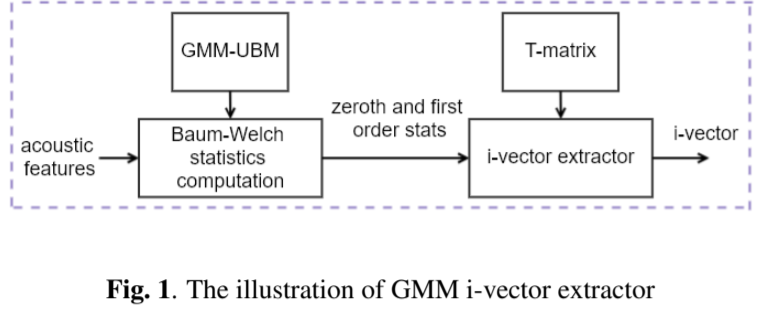 GMM-UBM
T-matrix
zeroth and first
order stats
acoustic
features
Baum-Welch
statistics
computation
i-vector extractor
i-vector
Fig. 1. The illustration of GMM i-vector extractor